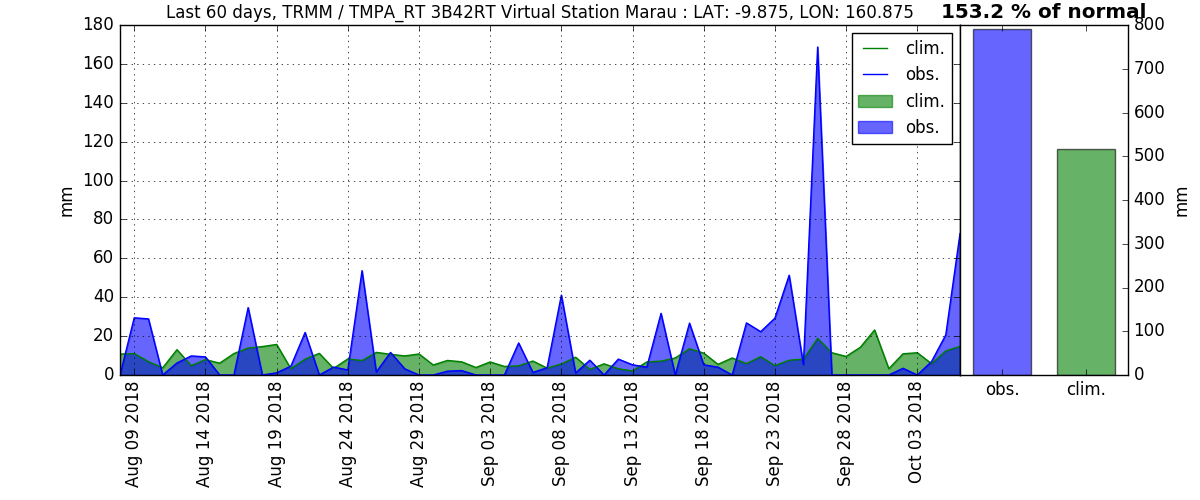 Last 60 days, TRMM / TMPA_RT 3B42RT Virtual Station Marau : LAT: -9.875, LON: 160.875
153.2 % of normal
180
160
140
120
100
80
60
40
20
0
mm
clim.
obs.
clim.
obs.
Aug 09 2018
Aug 14 2018
Aug 19 2018
Aug 24 2018
Aug 29 2018
Sep 03 2018
Sep 08 2018
Sep 13 2018
Sep 18 2018
Sep 23 2018
Sep 28 2018
Oct 03 2018
800
700
600
500
400
300
200
100
0
mm
obs.
clim.